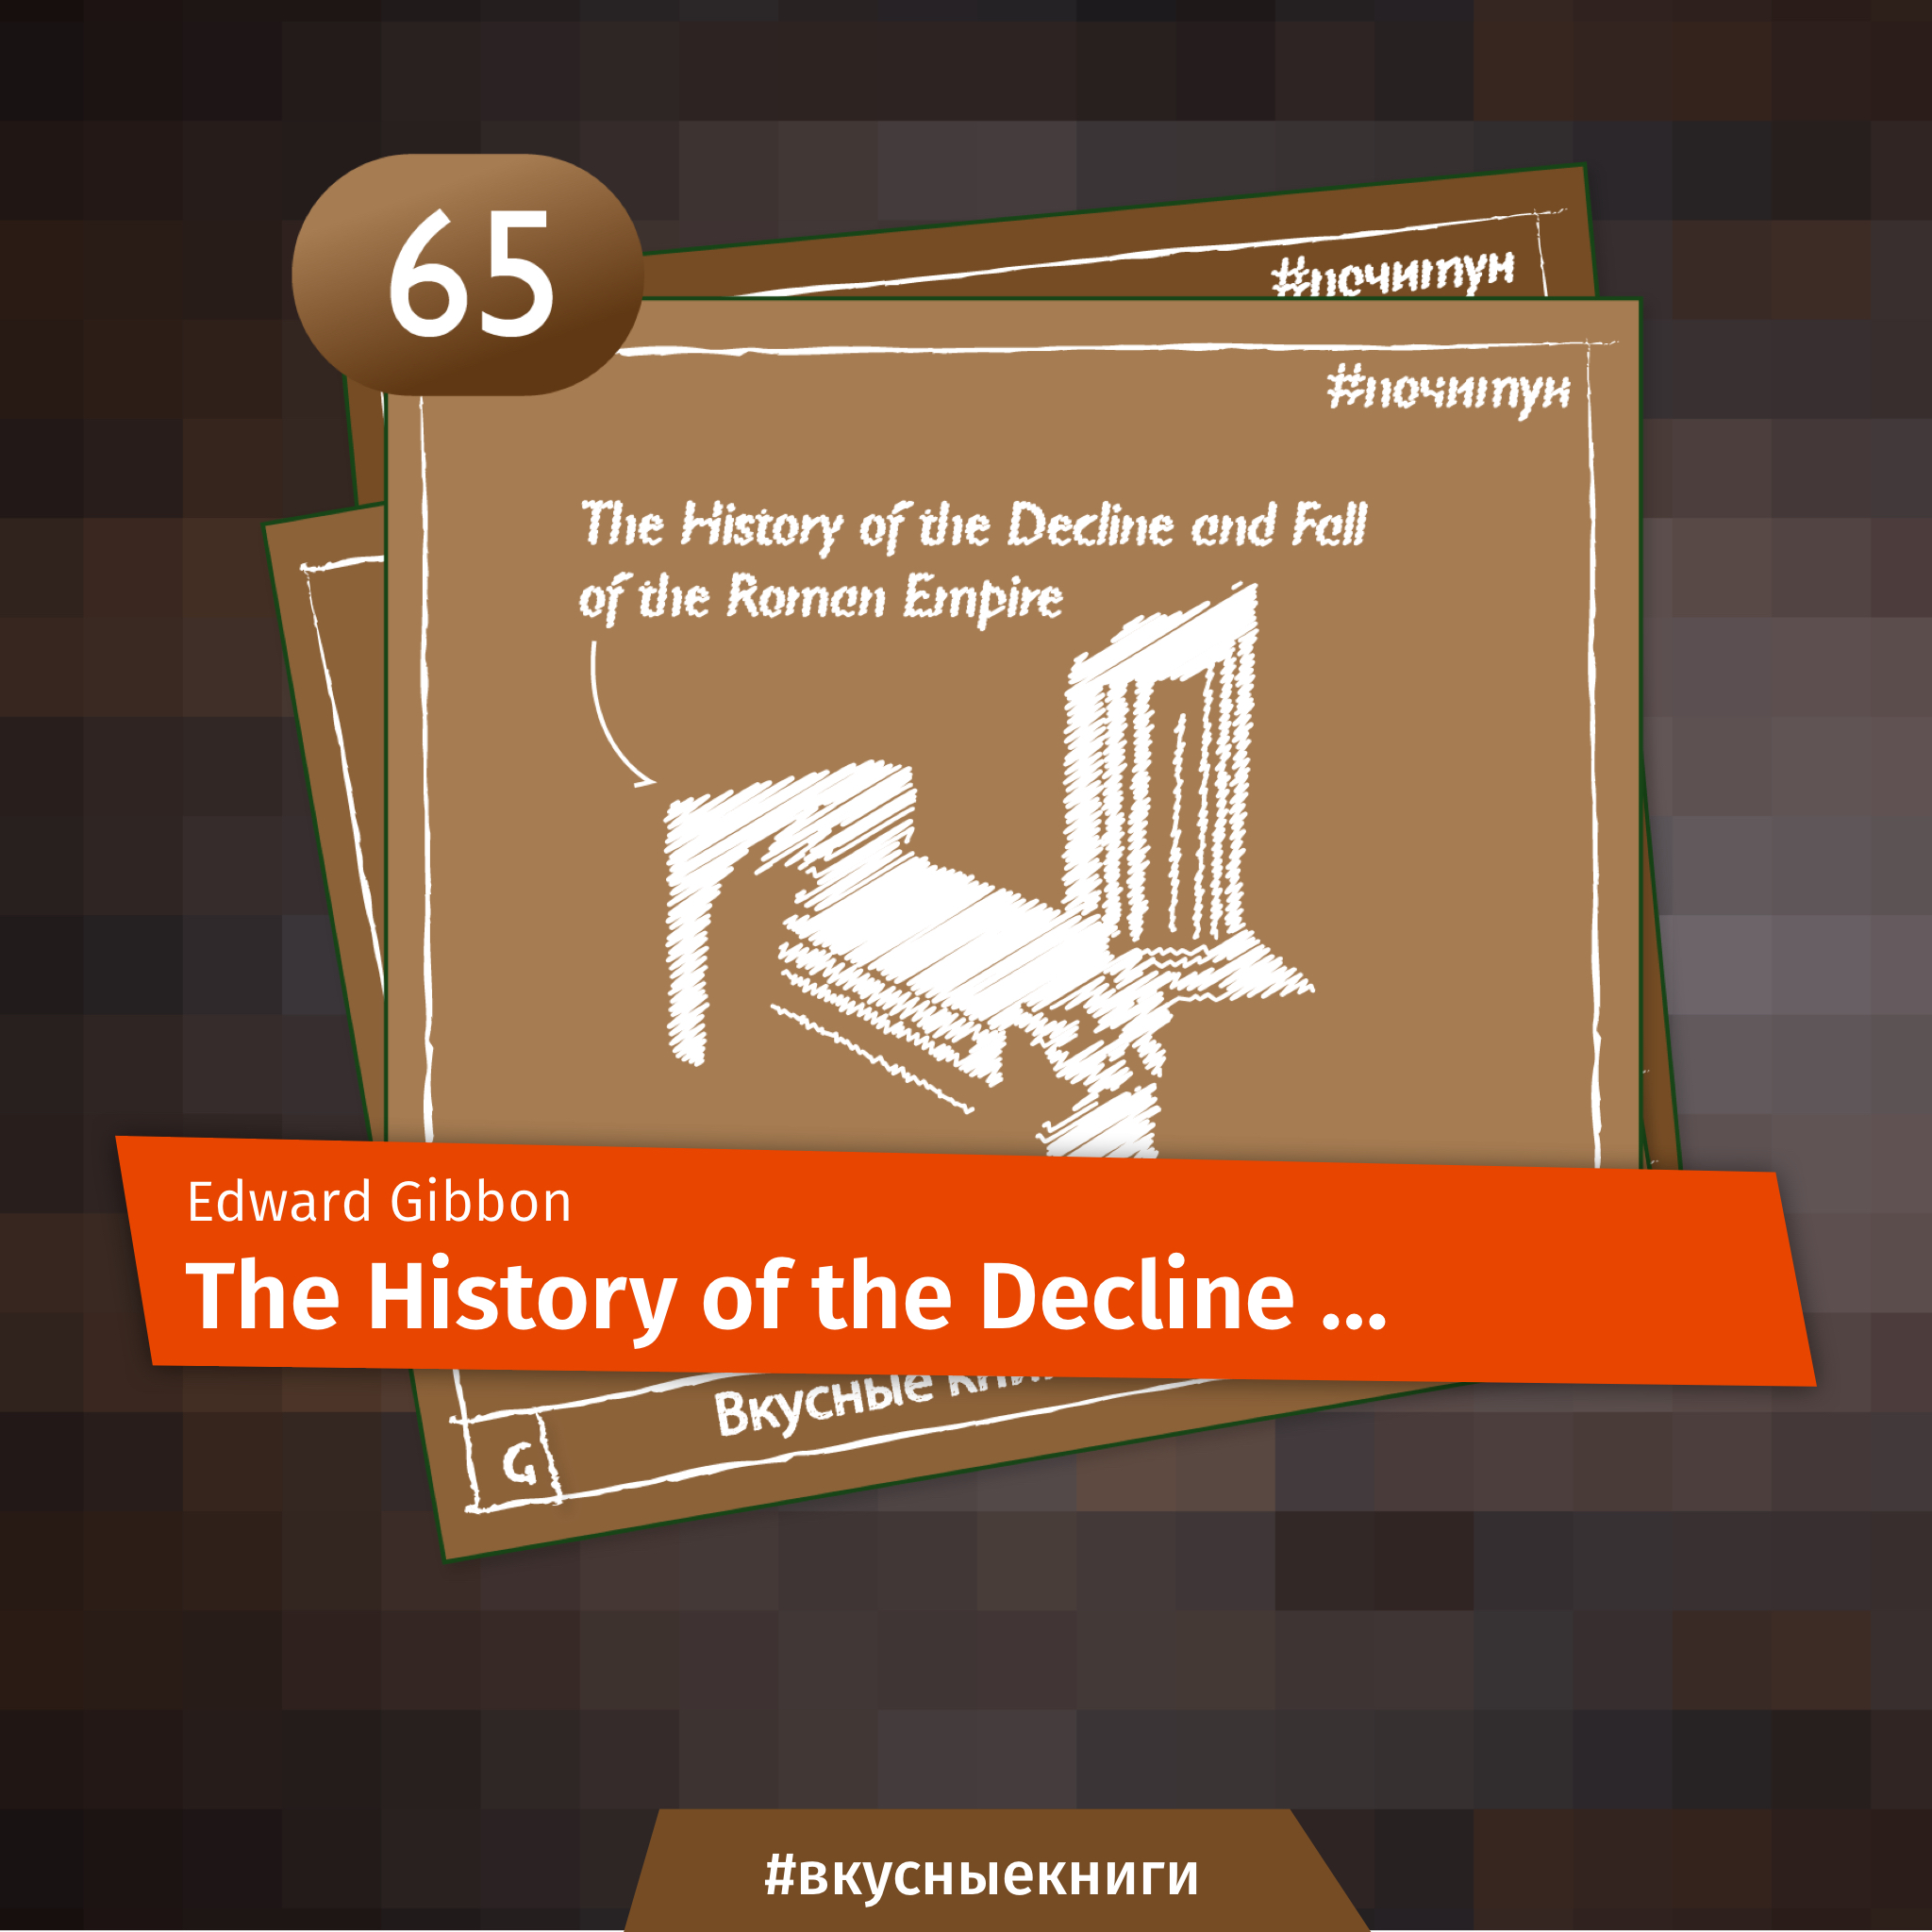 65
#почитун
#почитун
The History of the Decline and Fall
of the Roman Empire
Edward Gibbon
The History of the Decline ...
Вкусные
G
#вкусныекниги